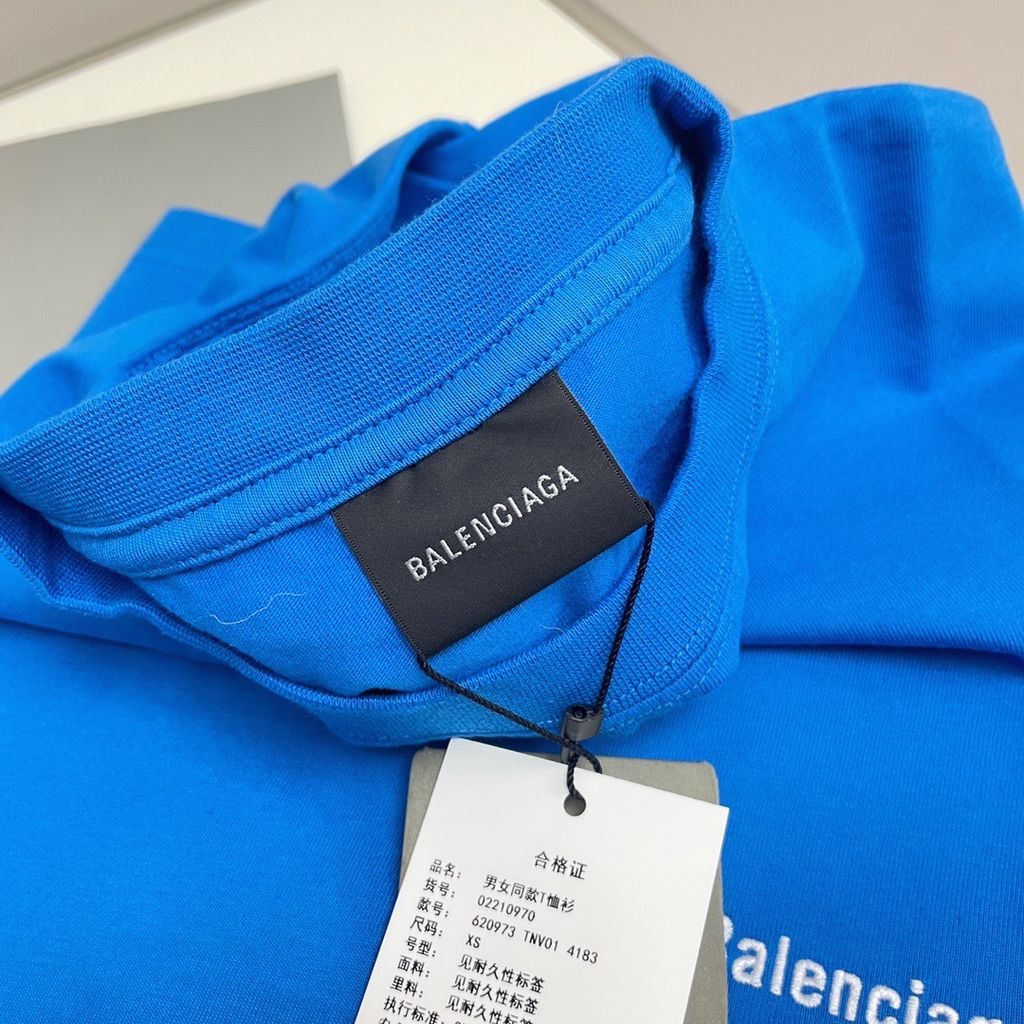 BALENCIAGA
合格证
品名: 男女同款T恤衫
货号: 02210970
款号: 620973 TNV01 4183
尺码: XS
号型: 见耐久性标签
面料: 见耐久性标签
里料: 见耐久性标签
执行标准:
Balenciaga